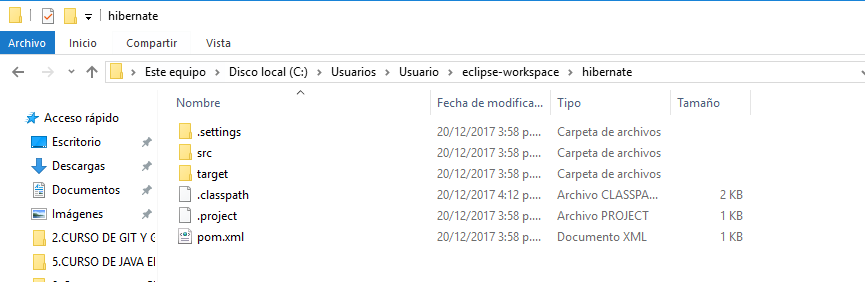 hibernate
Archivo Inicio Compartir Vista
Este equipo Disco local (C:) Usuarios Usuario eclipse-workspace hibernate
Nombre Fecha de modifica... Tipo Tamaño
Acceso rápido
Escritorio
Descargas
Documentos
Imágenes
2.CURSO DE GIT Y G
5.CURSO DE JAVA EI
.settings 20/12/2017 3:58 p.... Carpeta de archivos
src 20/12/2017 3:58 p.... Carpeta de archivos
target 20/12/2017 3:58 p.... Carpeta de archivos
.classpath 20/12/2017 4:12 p.... Archivo CLASSPA... 2 KB
.project 20/12/2017 3:58 p.... Archivo PROJECT 1 KB
pom.xml 20/12/2017 3:58 p.... Documento XML 1 KB